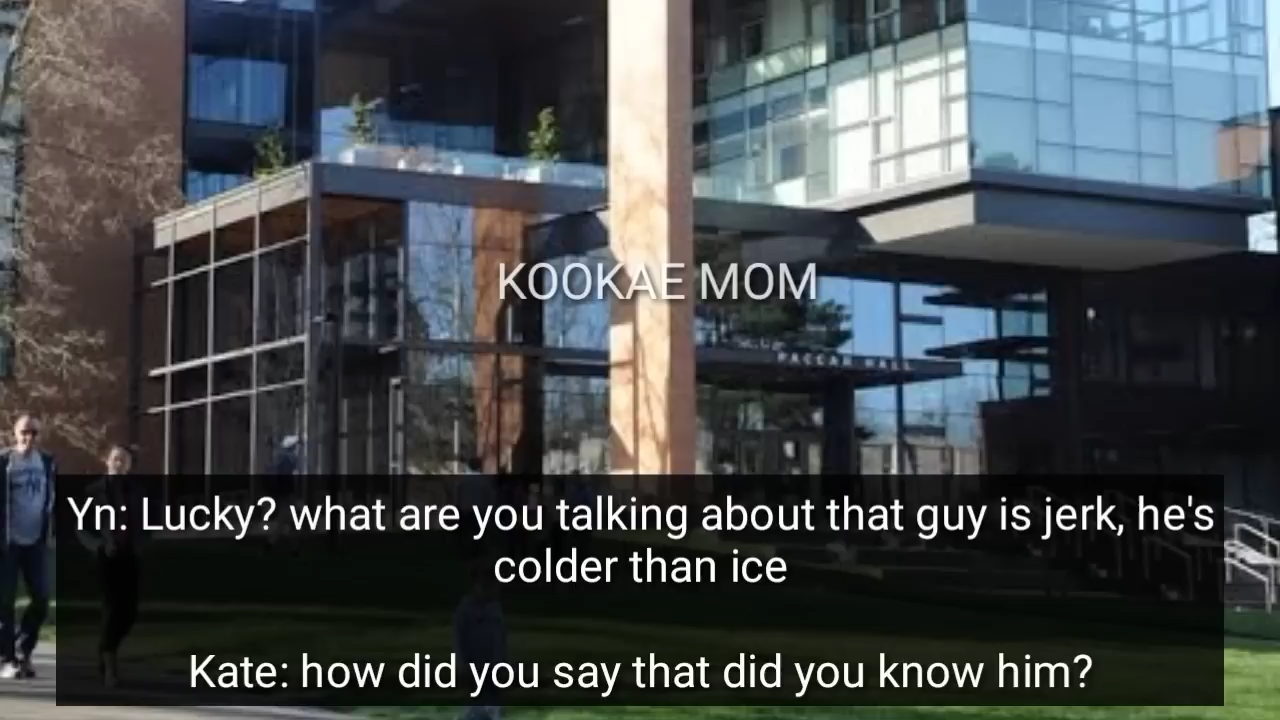 KOOKAE MOM
PACCAR HALL
Yn: Lucky? what are you talking about that guy is jerk, he's
colder than ice
Kate: how did you say that did you know him?